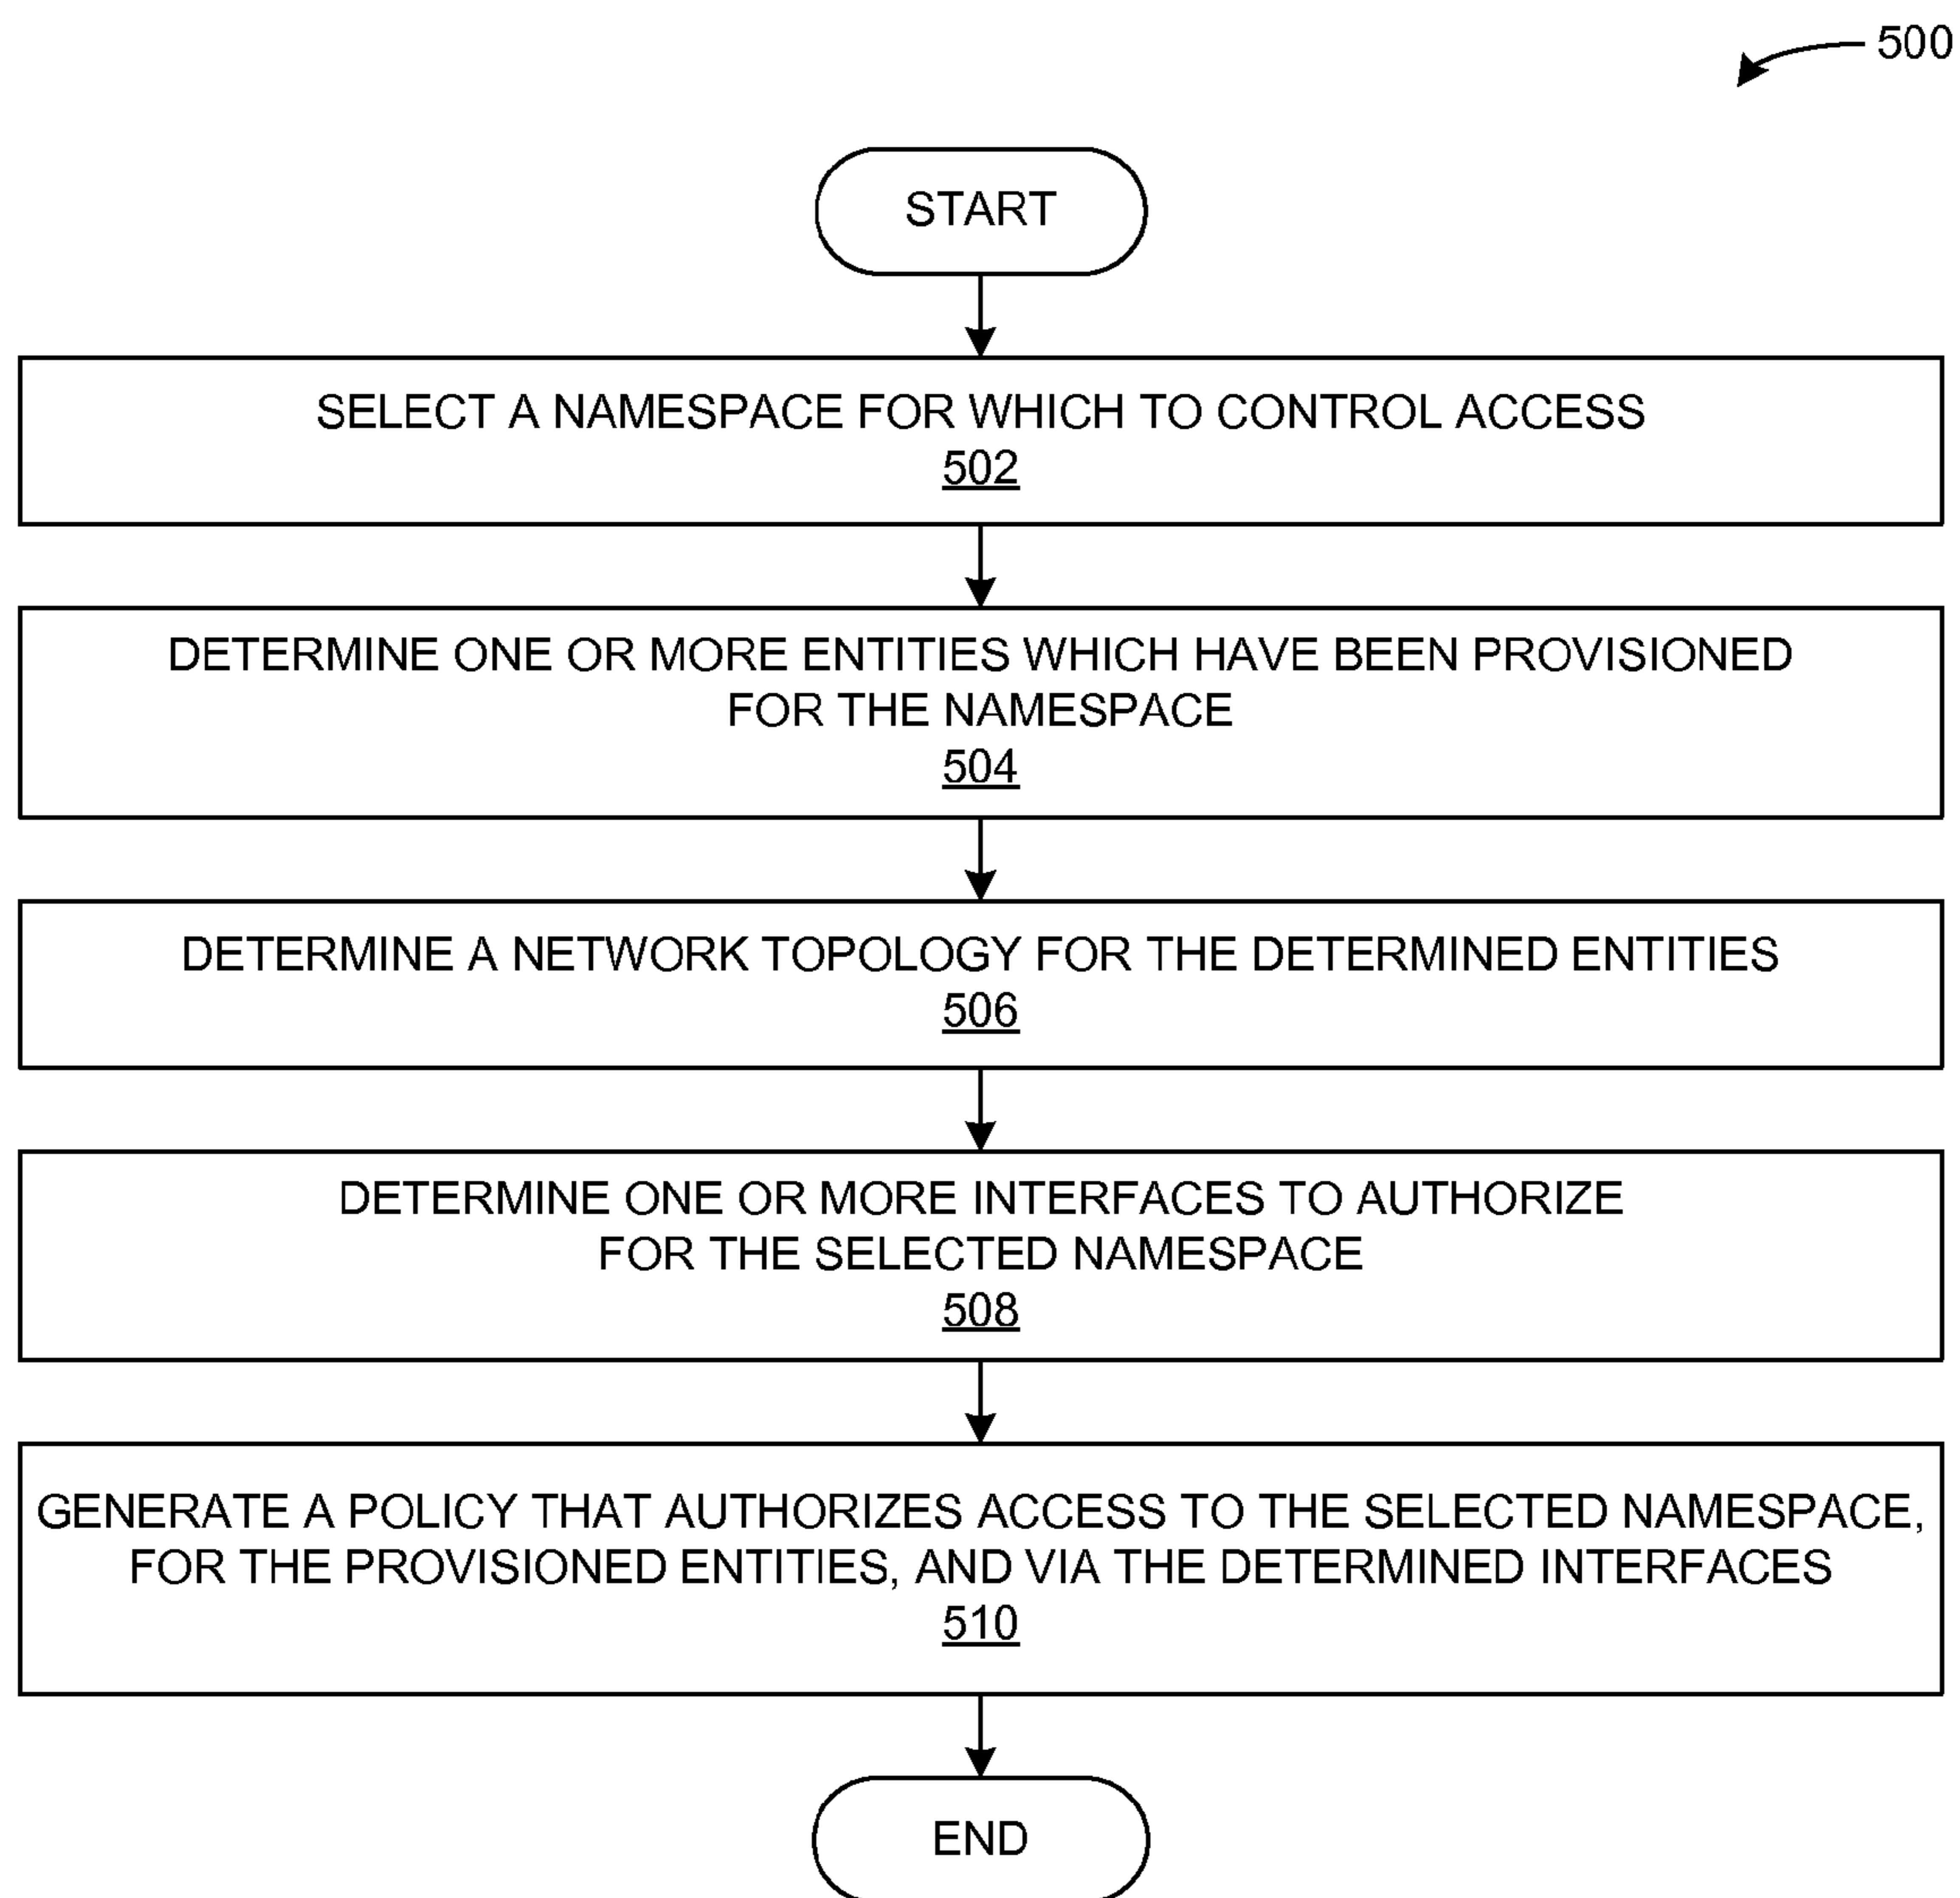 500
START
SELECT A NAMESPACE FOR WHICH TO CONTROL ACCESS
502
DETERMINE ONE OR MORE ENTITIES WHICH HAVE BEEN PROVISIONED
FOR THE NAMESPACE
504
DETERMINE A NETWORK TOPOLOGY FOR THE DETERMINED ENTITIES
506
DETERMINE ONE OR MORE INTERFACES TO AUTHORIZE
FOR THE SELECTED NAMESPACE
508
GENERATE A POLICY THAT AUTHORIZES ACCESS TO THE SELECTED NAMESPACE,
FOR THE PROVISIONED ENTITIES, AND VIA THE DETERMINED INTERFACES
510
END